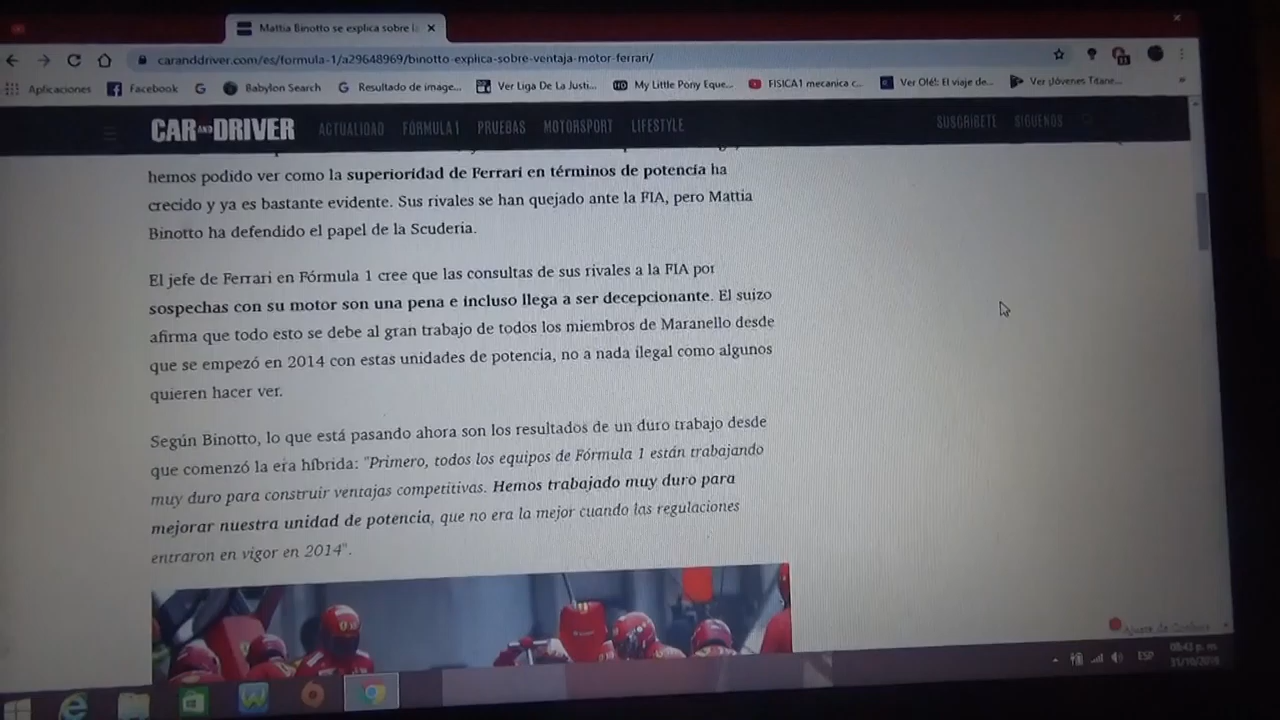 Mattia Binotto se explica sobre la
caranddriver.com/es/formula-1/a29648969/binotto-explica-sobre-ventaja-motor-ferrari/
Aplicaciones Facebook Babylon Search Resultado de image... Ver Liga De La Justi... My Little Pony Eque... FISICA1 mecanica c... Ver Olé!: El viaje de... Ver Jóvenes Titane...
CAR AND DRIVER ACTUALIDAD FÓRMULA 1 PRUEBAS MOTORSPORT LIFESTYLE SUSCRÍBETE SÍGUENOS
hemos podido ver como la superioridad de Ferrari en términos de potencia ha
crecido y ya es bastante evidente. Sus rivales se han quejado ante la FIA, pero Mattia
Binotto ha defendido el papel de la Scuderia.
El jefe de Ferrari en Fórmula 1 cree que las consultas de sus rivales a la FIA por
sospechas con su motor son una pena e incluso llega a ser decepcionante. El suizo
afirma que todo esto se debe al gran trabajo de todos los miembros de Maranello desde
que se empezó en 2014 con estas unidades de potencia, no a nada ilegal como algunos
quieren hacer ver.
Según Binotto, lo que está pasando ahora son los resultados de un duro trabajo desde
que comenzó la era híbrida: "Primero, todos los equipos de Fórmula 1 están trabajando
muy duro para construir ventajas competitivas. Hemos trabajado muy duro para
mejorar nuestra unidad de potencia, que no era la mejor cuando las regulaciones
entraron en vigor en 2014".
Ajuste de Cookies
ESP
08:43 p. m.
31/10/2019